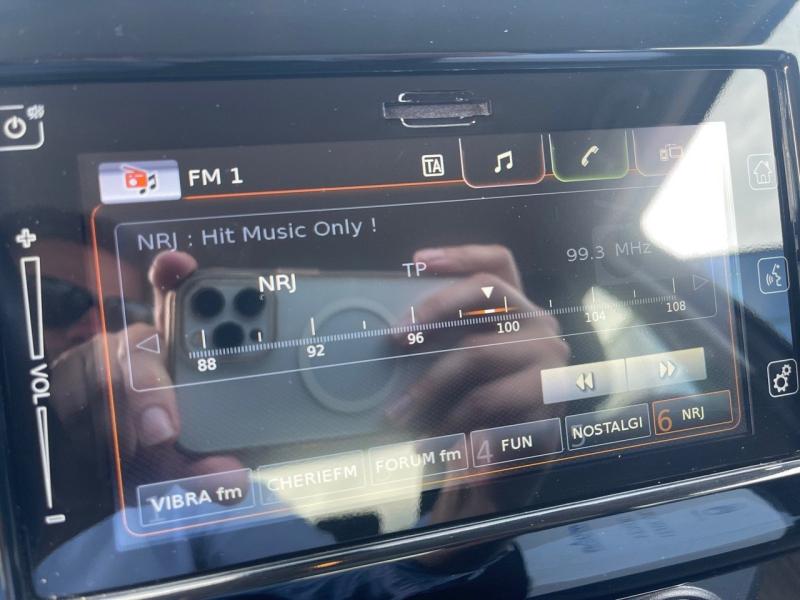 FM 1
TA
NRJ : Hit Music Only !
NRJ
TP
99.3 MHz
88 92 96 100 104 108
VOL
VIBRA fm
CHERIEFM
FORUM fm
4 FUN
NOSTALGI
6 NRJ